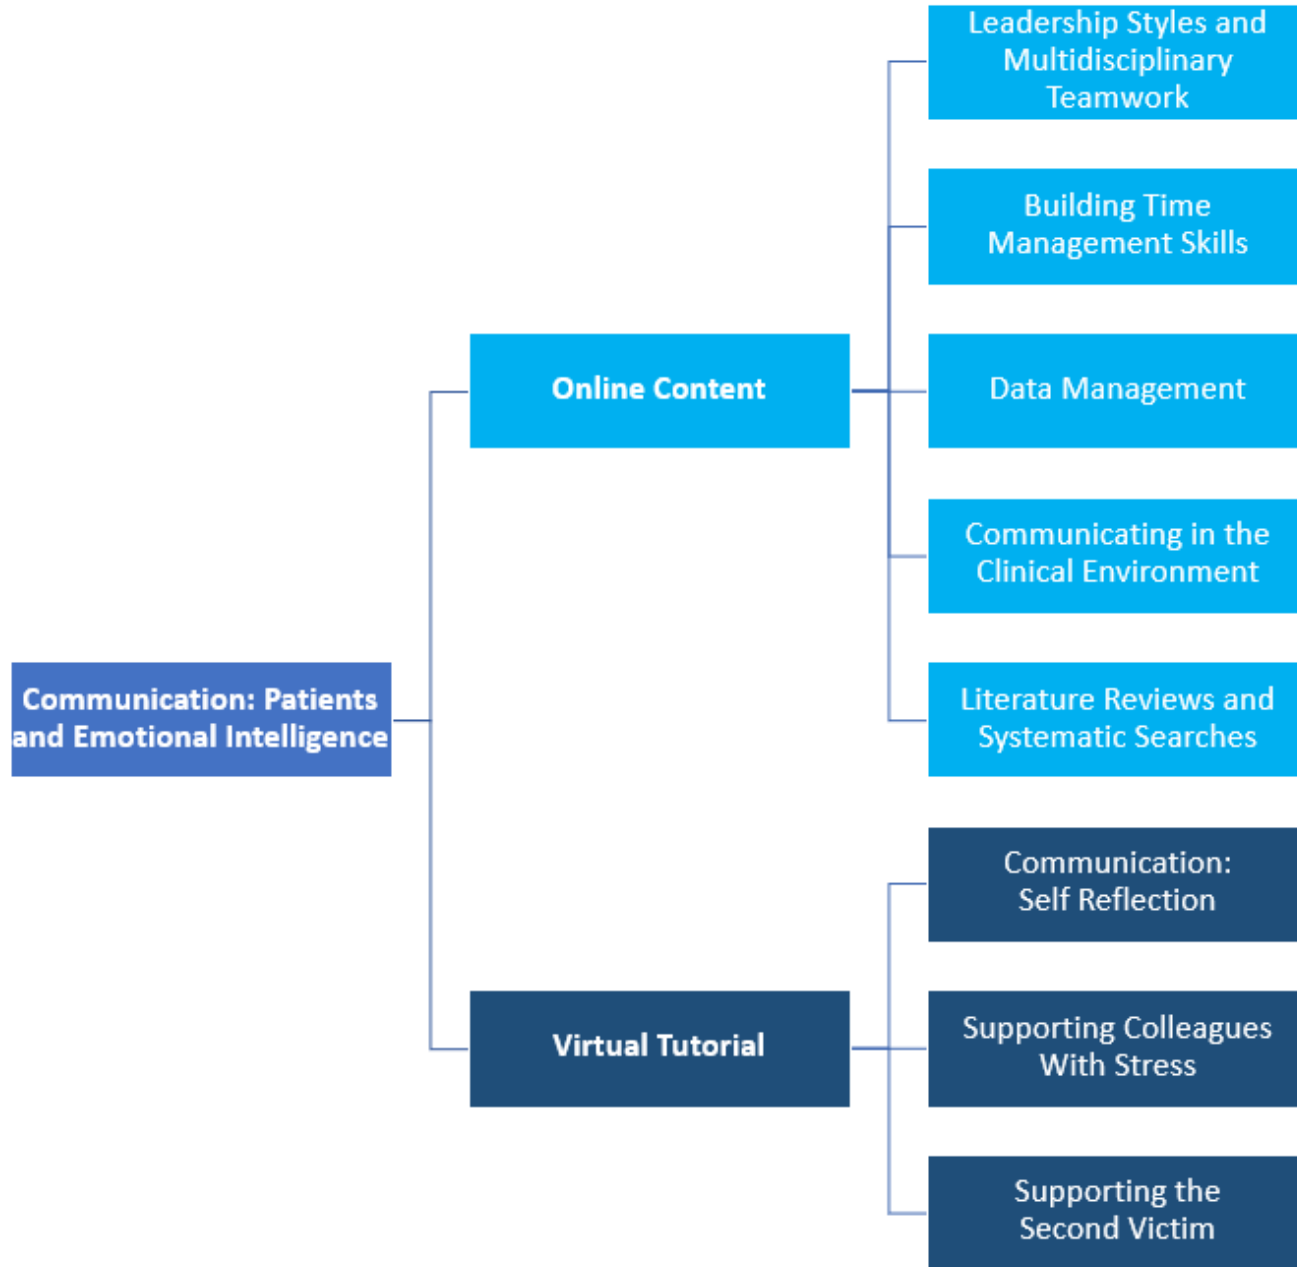 Leadership Styles and
Multidisciplinary
Teamwork
Building Time
Management Skills
Online Content
Data Management
Communicating in the
Clinical Environment
Communication: Patients
and Emotional Intelligence
Literature Reviews and
Systematic Searches
Communication:
Self Reflection
Virtual Tutorial
Supporting Colleagues
With Stress
Supporting the
Second Victim